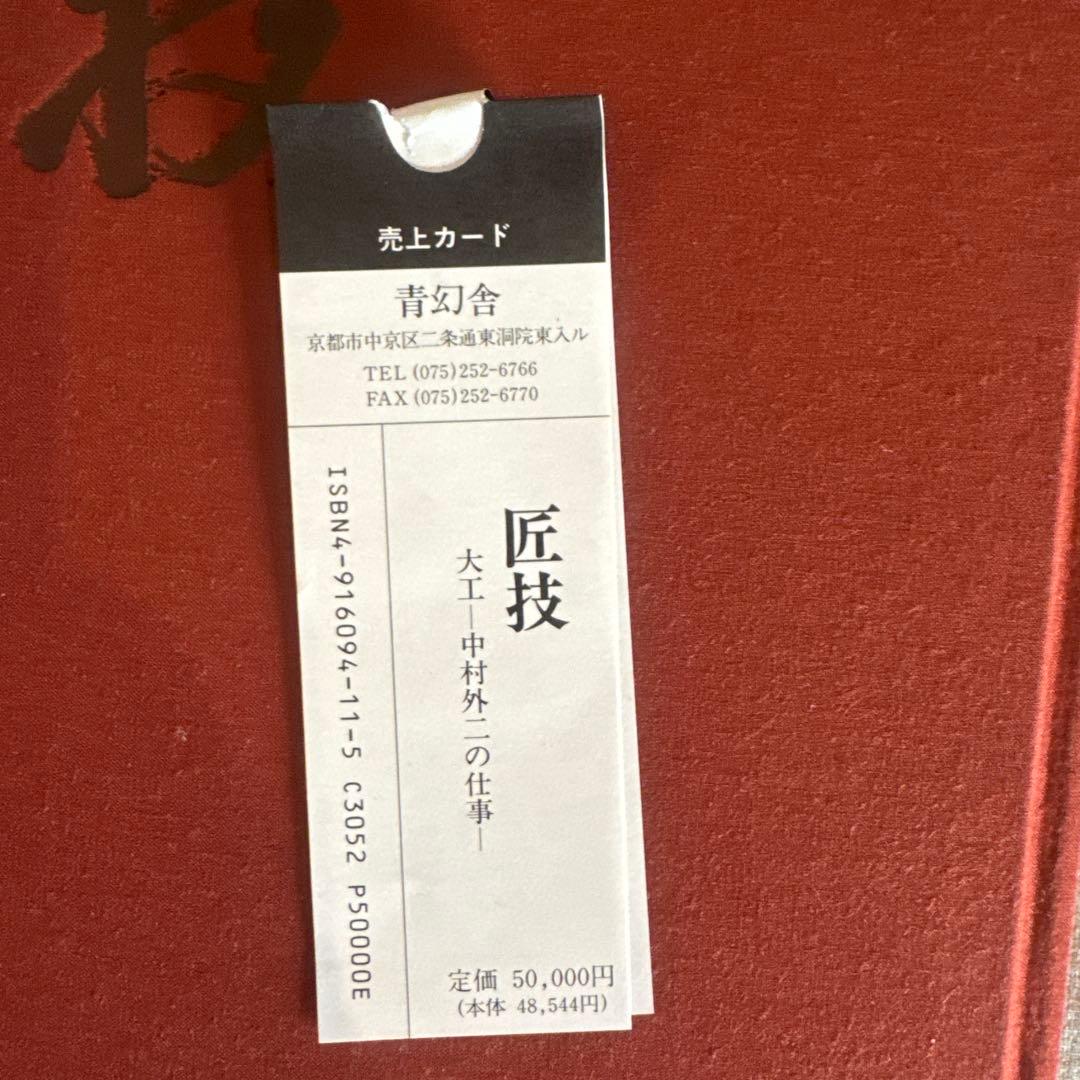 売上カード
青幻舎
京都市中京区二条通東洞院東入ル
TEL (075)252-6766
FAX (075)252-6770
匠技
大工―中村外二の仕事―
ISBN4-916094-11-5 C3052 P50000E
定価 50,000円
(本体 48,544円)